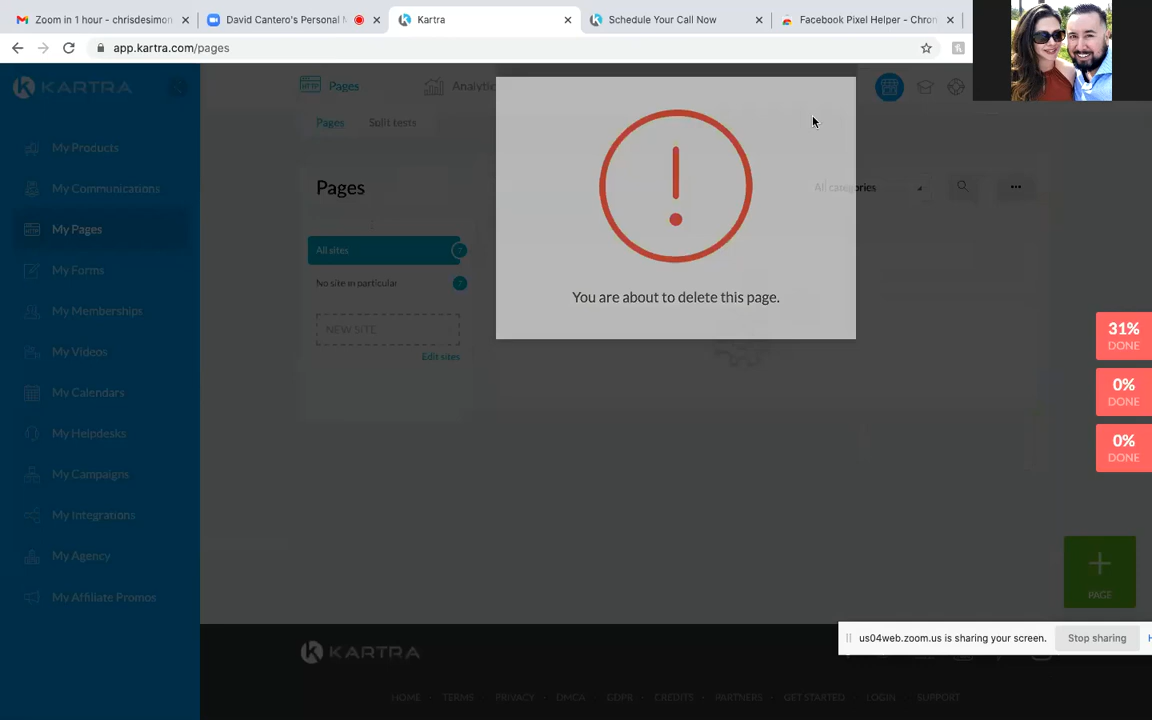 Zoom in 1 hour - chrisdesimon
David Cantero's Personal M
Kartra
Schedule Your Call Now
Facebook Pixel Helper - Chron
app.kartra.com/pages
KARTRA
Pages
Analytic
Pages
Split tests
My Products
My Communications
My Pages
My Forms
My Memberships
My Videos
My Calendars
My Helpdesks
My Campaigns
My Integrations
My Agency
My Affiliate Promos
Pages
All categories
All sites
No site in particular
NEW SITE
Edit sites
You are about to delete this page.
31%
DONE
0%
DONE
0%
DONE
PAGE
us04web.zoom.us is sharing your screen.
Stop sharing
KARTRA
HOME
TERMS
PRIVACY
DMCA
GDPR
CREDITS
PARTNERS
GET STARTED
LOGIN
SUPPORT